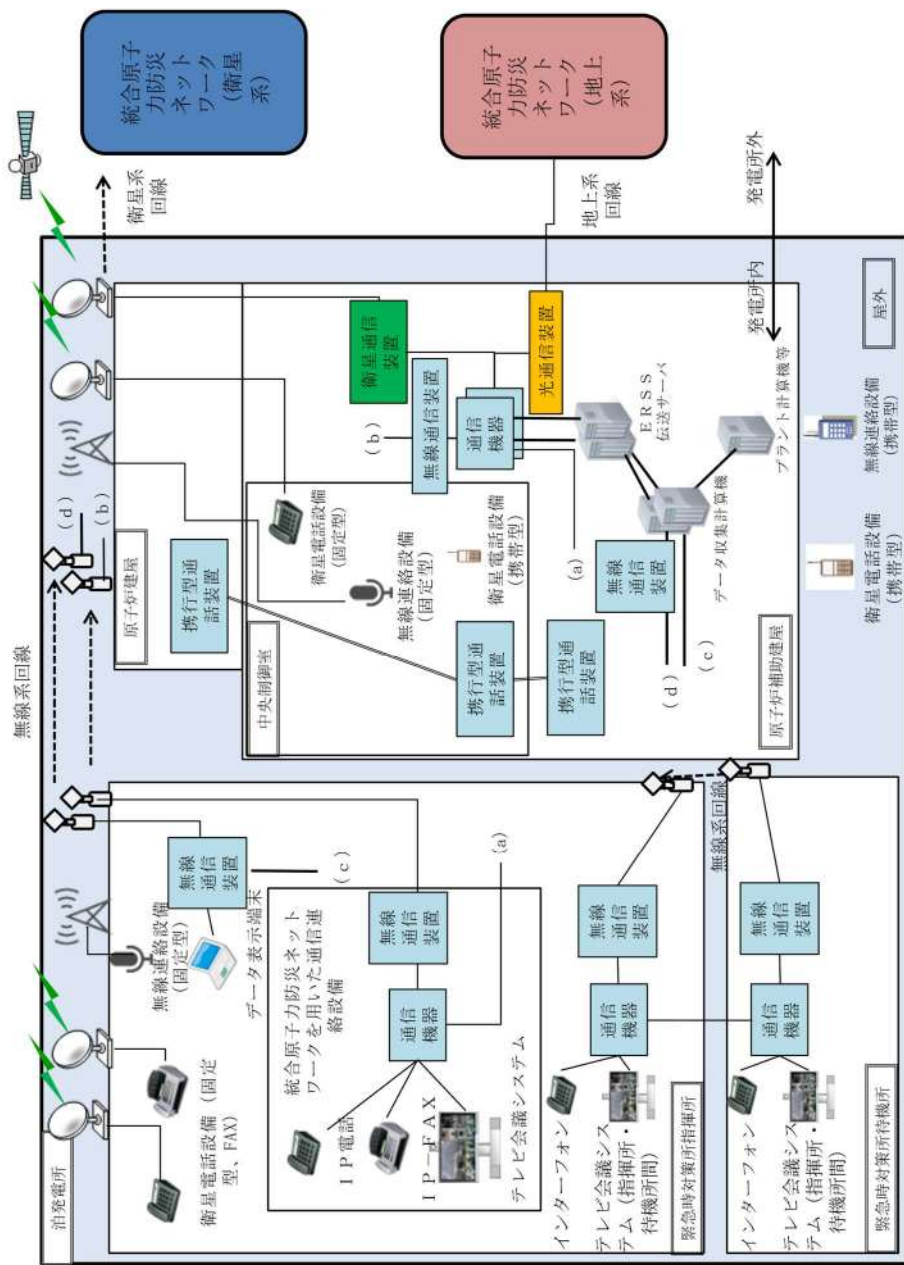 泊発電所
衛星電話設備 (固定
型、FAX)
無線連絡設備
(固定型)
データ表示端末
無線
通信
装置
(c)
統合原子力防災ネット
ワークを用いた通信連
絡設備
IP電話
IP-FAX
テレビ会議システム
通信
機器
無線
通信
装置
(a)
インターフォン
テレビ会議シス
テム (指揮所・
待機所間)
通信
機器
無線
通信
装置
緊急時対策所指揮所
無線系回線
インターフォン
テレビ会議シス
テム (指揮所・
待機所間)
通信
機器
無線
通信
装置
緊急時対策所待機所
無線系回線
(d)
(b)
原子炉建屋
携行型通
話装置
中央制御室
衛星電話設備
(固定型)
無線連絡設備
(固定型)
衛星電話設備
(携帯型)
携行型通
話装置
携行型通
話装置
(b)
無線通信装置
衛星通信
装置
通信
機器
光通信装置
(a)
ERSS
伝送サーバ
無線
通信
装置
データ収集計算機
プラント計算機等
(d)
(c)
原子炉補助建屋
衛星電話設備
(携帯型)
無線連絡設備
(携帯型)
屋外
発電所内
発電所外
衛星系
回線
地上系
回線
統合原子
力防災
ネット
ワーク
(衛星
系)
統合原子
力防災
ネット
ワーク
(地上
系)